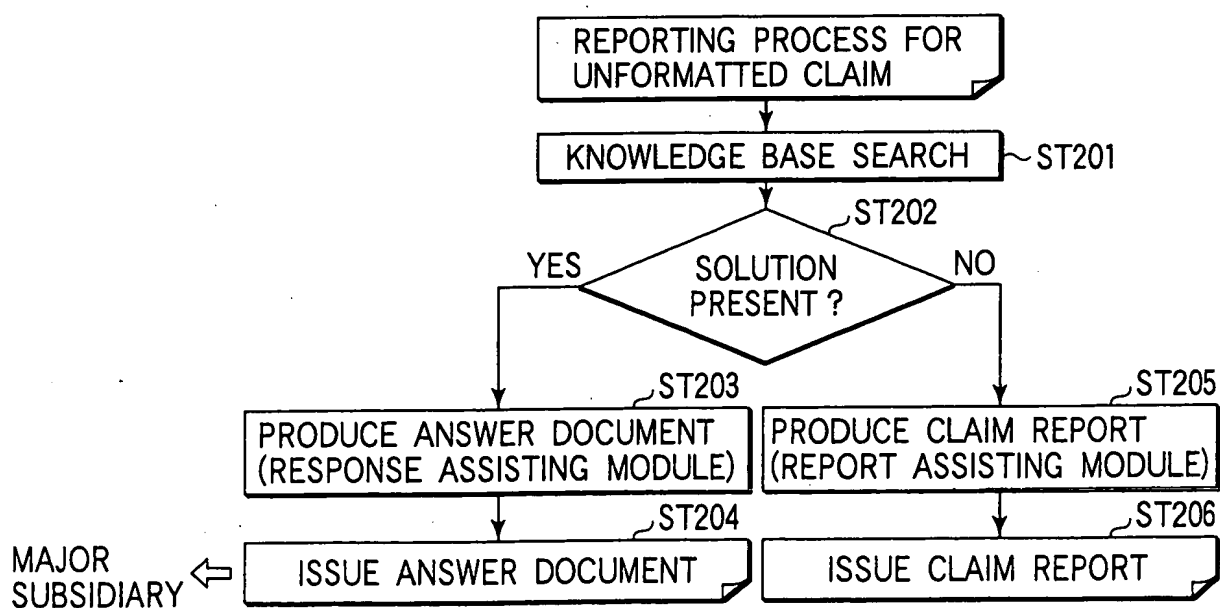 REPORTING PROCESS FOR
UNFORMATTED CLAIM
KNOWLEDGE BASE SEARCH
ST201
ST202
YES
SOLUTION
PRESENT ?
NO
ST203
PRODUCE ANSWER DOCUMENT
(RESPONSE ASSISTING MODULE)
ST205
PRODUCE CLAIM REPORT
(REPORT ASSISTING MODULE)
ST204
ISSUE ANSWER DOCUMENT
MAJOR
SUBSIDIARY
ST206
ISSUE CLAIM REPORT